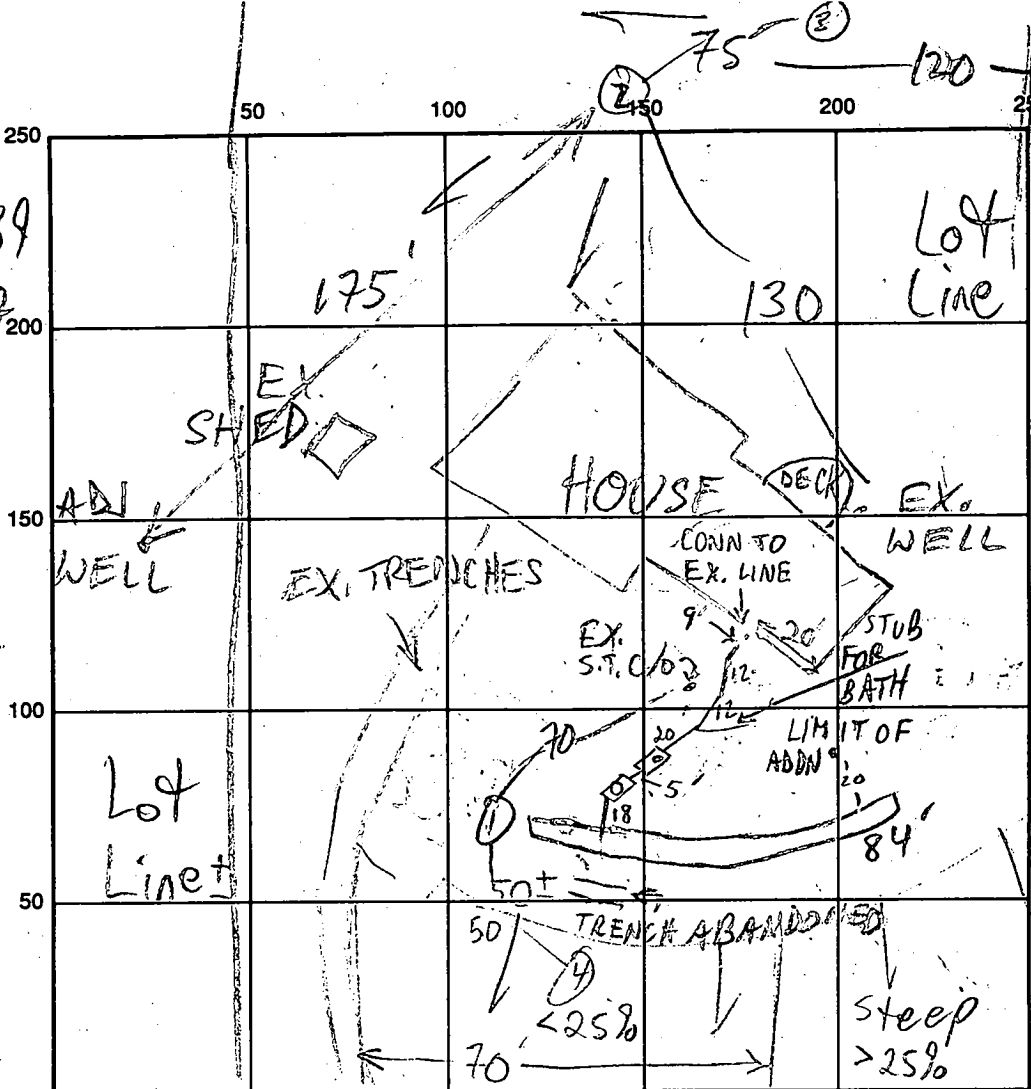 75 3
120
2
50 100 150 200
250
Lot
Line
175'
130
200
EX.
SHED
HOUSE
DECK
EX.
WELL
ADJ
WELL
150
CONN TO
EX. LINE
EX. TRENCHES
9'
20
STUB
FOR
BATH
EX.
S.T. C/O
12
12
100
LIMIT OF
ADDN
70
20
5'
20
18
1
84'
Lot
Line±
50
50±
TRENCH ABANDONED
50
4
<25%
steep
>25%
70'